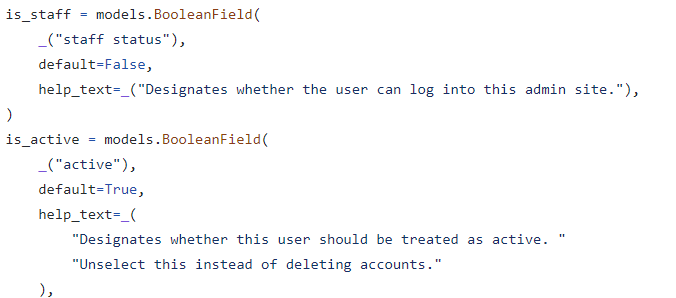 is_staff = models.BooleanField(
    _("staff status"),
    default=False,
    help_text=_("Designates whether the user can log into this admin site."),
)
is_active = models.BooleanField(
    _("active"),
    default=True,
    help_text=_(
        "Designates whether this user should be treated as active. "
        "Unselect this instead of deleting accounts."
    ),